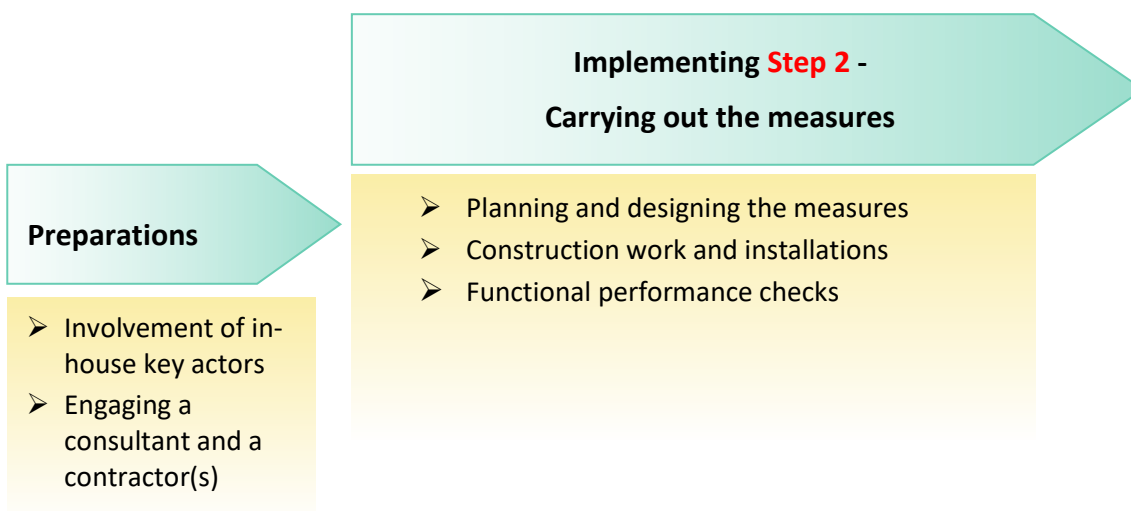 Implementing Step 2 -
Carrying out the measures
Preparations
➢ Involvement of in-
house key actors
➢ Engaging a
consultant and a
contractor(s)
➢ Planning and designing the measures
➢ Construction work and installations
➢ Functional performance checks